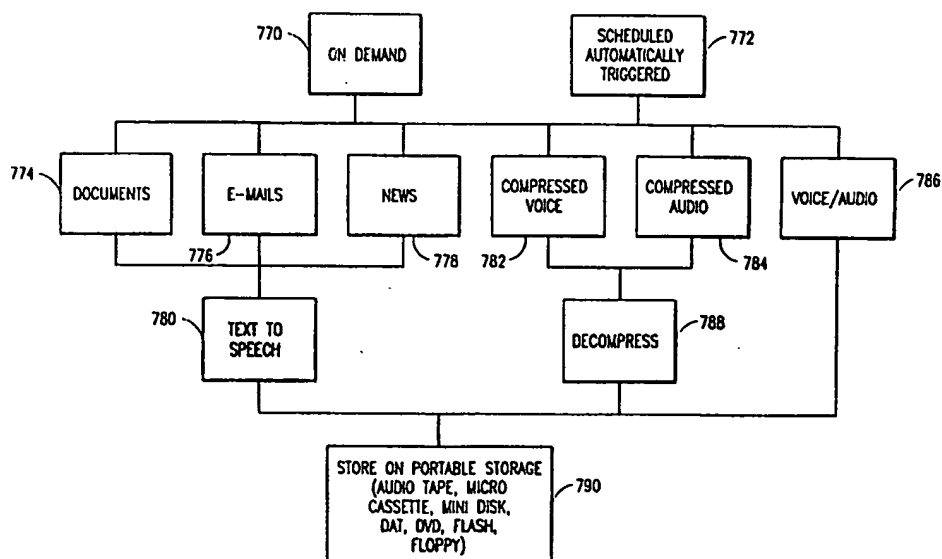 770
ON DEMAND
SCHEDULED
AUTOMATICALLY
TRIGGERED
772
774
DOCUMENTS
E-MAILS
776
NEWS
778
COMPRESSED
VOICE
782
COMPRESSED
AUDIO
784
VOICE/AUDIO
786
780
TEXT TO
SPEECH
DECOMPRESS
788
STORE ON PORTABLE STORAGE
(AUDIO TAPE, MICRO
CASSETTE, MINI DISK,
DAT, DVD, FLASH,
FLOPPY)
790